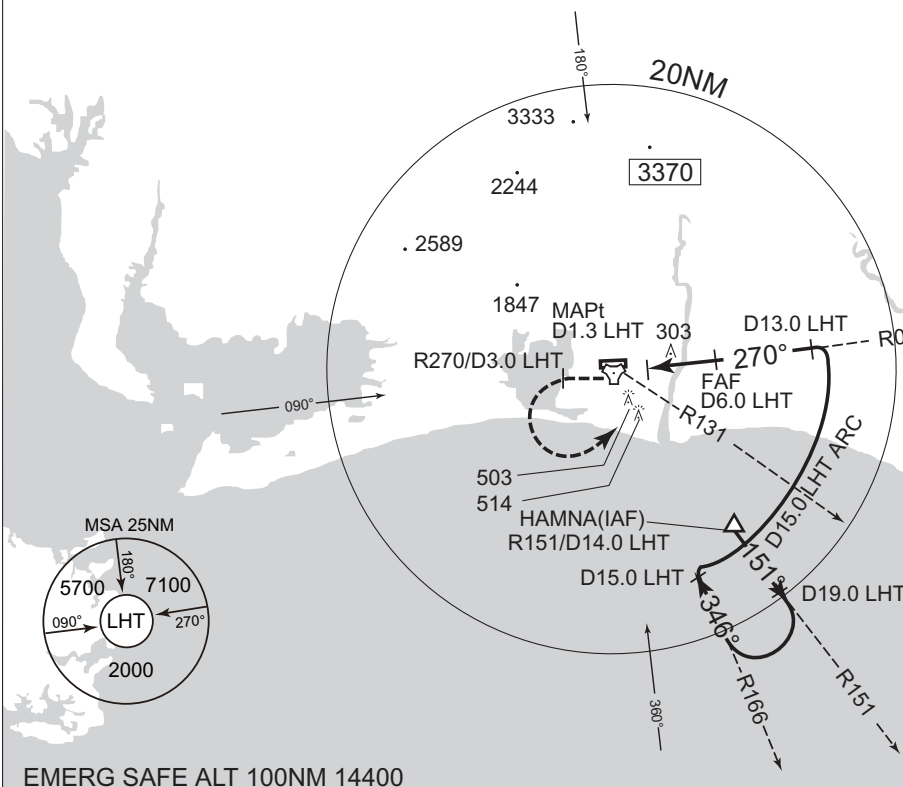 180°
20NM
3333
3370
2244
2589
1847
MAPt
D1.3 LHT
303
D13.0 LHT
R270/D3.0 LHT
270°
FAF
D6.0 LHT
090°
R131
503
514
D15.0 LHT ARC
HAMNA(IAF)
R151/D14.0 LHT
151°
D15.0 LHT
D19.0 LHT
346°
R166
R151
360°
MSA 25NM
180°
5700
7100
090°
LHT
270°
2000
EMERG SAFE ALT 100NM 14400